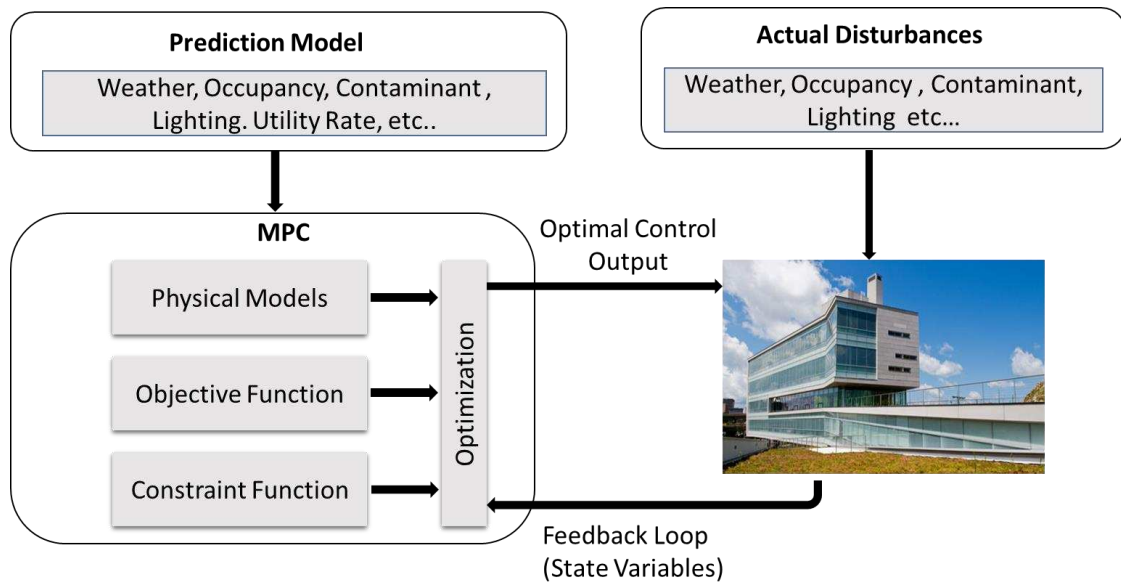 Prediction Model
Weather, Occupancy, Contaminant ,
Lighting. Utility Rate, etc..
Actual Disturbances
Weather, Occupancy , Contaminant,
Lighting  etc...
MPC
Physical Models
Objective Function
Constraint Function
Optimization
Optimal Control
Output
Feedback Loop
(State Variables)